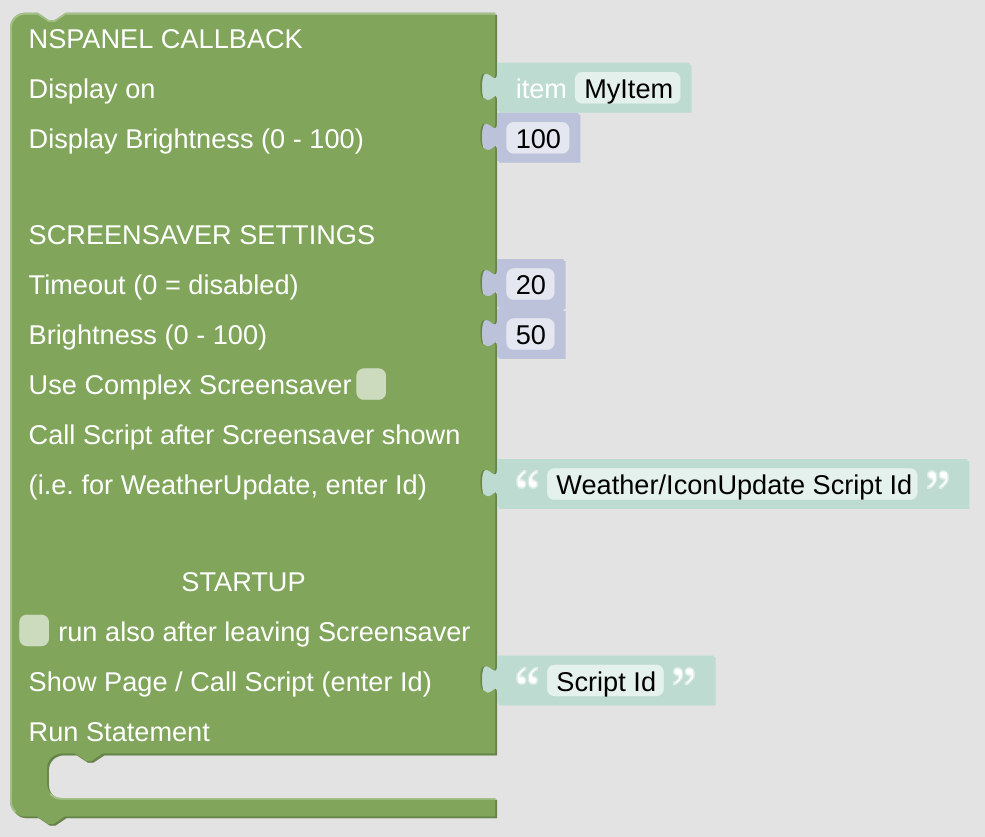 NSPANEL CALLBACK
Display on item MyItem
Display Brightness (0 - 100) 100
SCREENSAVER SETTINGS
Timeout (0 = disabled) 20
Brightness (0 - 100) 50
Use Complex Screensaver
Call Script after Screensaver shown
(i.e. for WeatherUpdate, enter Id) “ Weather/IconUpdate Script Id ”
STARTUP
run also after leaving Screensaver
Show Page / Call Script (enter Id) “ Script Id ”
Run Statement